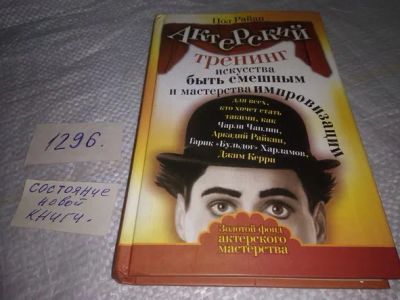 Пол Райан
Актерский
тренинг
искусства
быть смешным
и мастерства импровизации
для всех,
кто хочет стать
такими, как
Чарли Чаплин,
Аркадий Райкин,
Гарик «Бульдог» Харламов,
Джим Керри
Золотой фонд
актерского
мастерства
1296.
состояние
новой
книги.